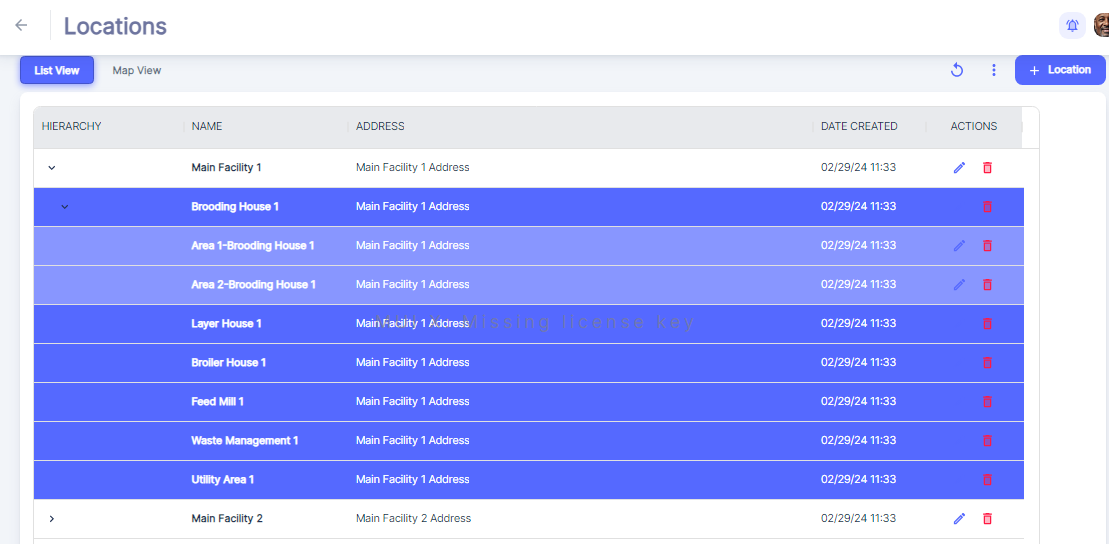 Locations
List View Map View + Location
HIERARCHY NAME ADDRESS DATE CREATED ACTIONS
Main Facility 1 Main Facility 1 Address 02/29/24 11:33
Brooding House 1 Main Facility 1 Address 02/29/24 11:33
Area 1-Brooding House 1 Main Facility 1 Address 02/29/24 11:33
Area 2-Brooding House 1 Main Facility 1 Address 02/29/24 11:33
Layer House 1 Main Facility 1 Address 02/29/24 11:33
Missing license key
Broiler House 1 Main Facility 1 Address 02/29/24 11:33
Feed Mill 1 Main Facility 1 Address 02/29/24 11:33
Waste Management 1 Main Facility 1 Address 02/29/24 11:33
Utility Area 1 Main Facility 1 Address 02/29/24 11:33
Main Facility 2 Main Facility 2 Address 02/29/24 11:33